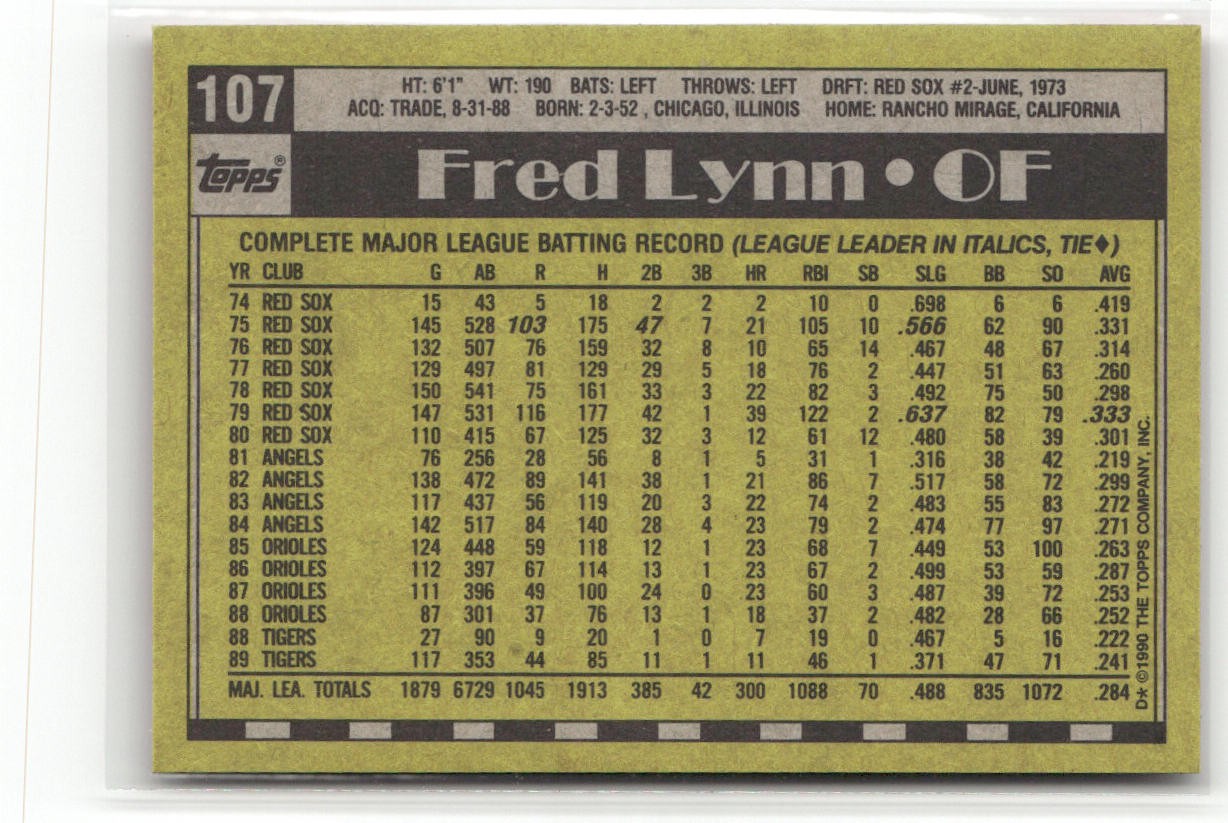 107
HT: 6'1" WT: 190 BATS: LEFT THROWS: LEFT DRFT: RED SOX #2-JUNE, 1973
ACQ: TRADE, 8-31-88 BORN: 2-3-52 , CHICAGO, ILLINOIS HOME: RANCHO MIRAGE, CALIFORNIA
topps®
Fred Lynn • OF
COMPLETE MAJOR LEAGUE BATTING RECORD (LEAGUE LEADER IN ITALICS, TIE♦)
YR CLUB G AB R H 2B 3B HR RBI SB SLG BB SO AVG
74 RED SOX 15 43 5 18 2 2 2 10 0 .698 6 6 .419
75 RED SOX 145 528 103 175 47 7 21 105 10 .566 62 90 .331
76 RED SOX 132 507 76 159 32 8 10 65 14 .467 48 67 .314
77 RED SOX 129 497 81 129 29 5 18 76 2 .447 51 63 .260
78 RED SOX 150 541 75 161 33 3 22 82 3 .492 75 50 .298
79 RED SOX 147 531 116 177 42 1 39 122 2 .637 82 79 .333
80 RED SOX 110 415 67 125 32 3 12 61 12 .480 58 39 .301
81 ANGELS 76 256 28 56 8 1 5 31 1 .316 38 42 .219
82 ANGELS 138 472 89 141 38 1 21 86 7 .517 58 72 .299
83 ANGELS 117 437 56 119 20 3 22 74 2 .483 55 83 .272
84 ANGELS 142 517 84 140 28 4 23 79 2 .474 77 97 .271
85 ORIOLES 124 448 59 118 12 1 23 68 7 .449 53 100 .263
86 ORIOLES 112 397 67 114 13 1 23 67 2 .499 53 59 .287
87 ORIOLES 111 396 49 100 24 0 23 60 3 .487 39 72 .253
88 ORIOLES 87 301 37 76 13 1 18 37 2 .482 28 66 .252
88 TIGERS 27 90 9 20 1 0 7 19 0 .467 5 16 .222
89 TIGERS 117 353 44 85 11 1 11 46 1 .371 47 71 .241
MAJ. LEA. TOTALS 1879 6729 1045 1913 385 42 300 1088 70 .488 835 1072 .284
D* ©1990 THE TOPPS COMPANY, INC.